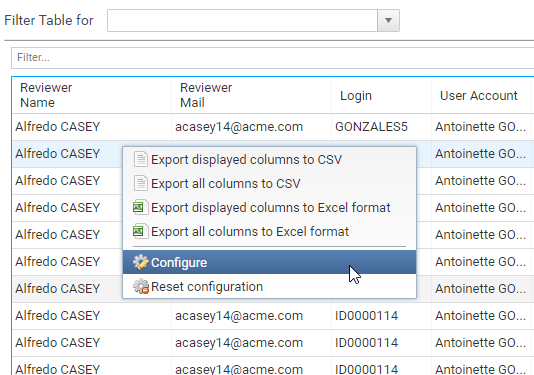 Filter Table for
Filter...
Reviewer Name Reviewer Mail Login User Account
Alfredo CASEY acasey14@acme.com GONZALES5 Antoinette GO...
Alfredo CASEY Antoinette GO...
Export displayed columns to CSV
Alfredo CASEY Antoinette GO...
Export all columns to CSV
Alfredo CASEY Antoinette GO...
Export displayed columns to Excel format
Alfredo CASEY Antoinette GO...
Export all columns to Excel format
Alfredo CASEY Antoinette GO...
Configure
Alfredo CASEY Antoinette GO...
Reset configuration
Alfredo CASEY acasey14@acme.com ID0000114 Antoinette GO...
Alfredo CASEY acasey14@acme.com ID0000114 Antoinette GO...
Alfredo CASEY acasey14@acme.com ID0000114 Antoinette GO...